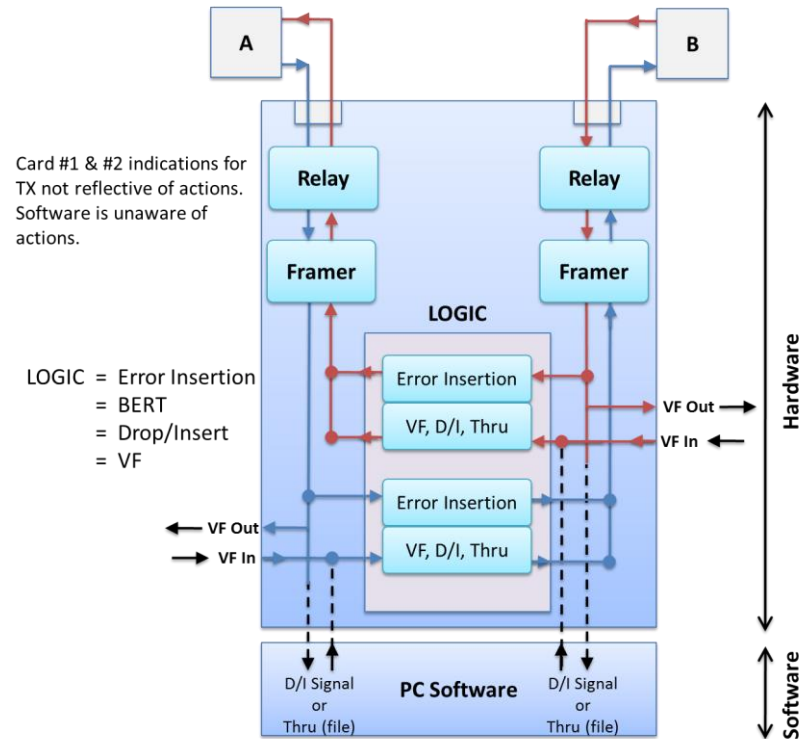 A
B
Card #1 & #2 indications for
TX not reflective of actions.
Software is unaware of
actions.
Relay
Relay
Framer
Framer
LOGIC
LOGIC = Error Insertion
= BERT
= Drop/Insert
= VF
Error Insertion
VF, D/I, Thru
Error Insertion
VF, D/I, Thru
VF Out
VF In
VF Out
VF In
Hardware
D/I Signal
or
Thru (file)
PC Software
D/I Signal
or
Thru (file)
Software